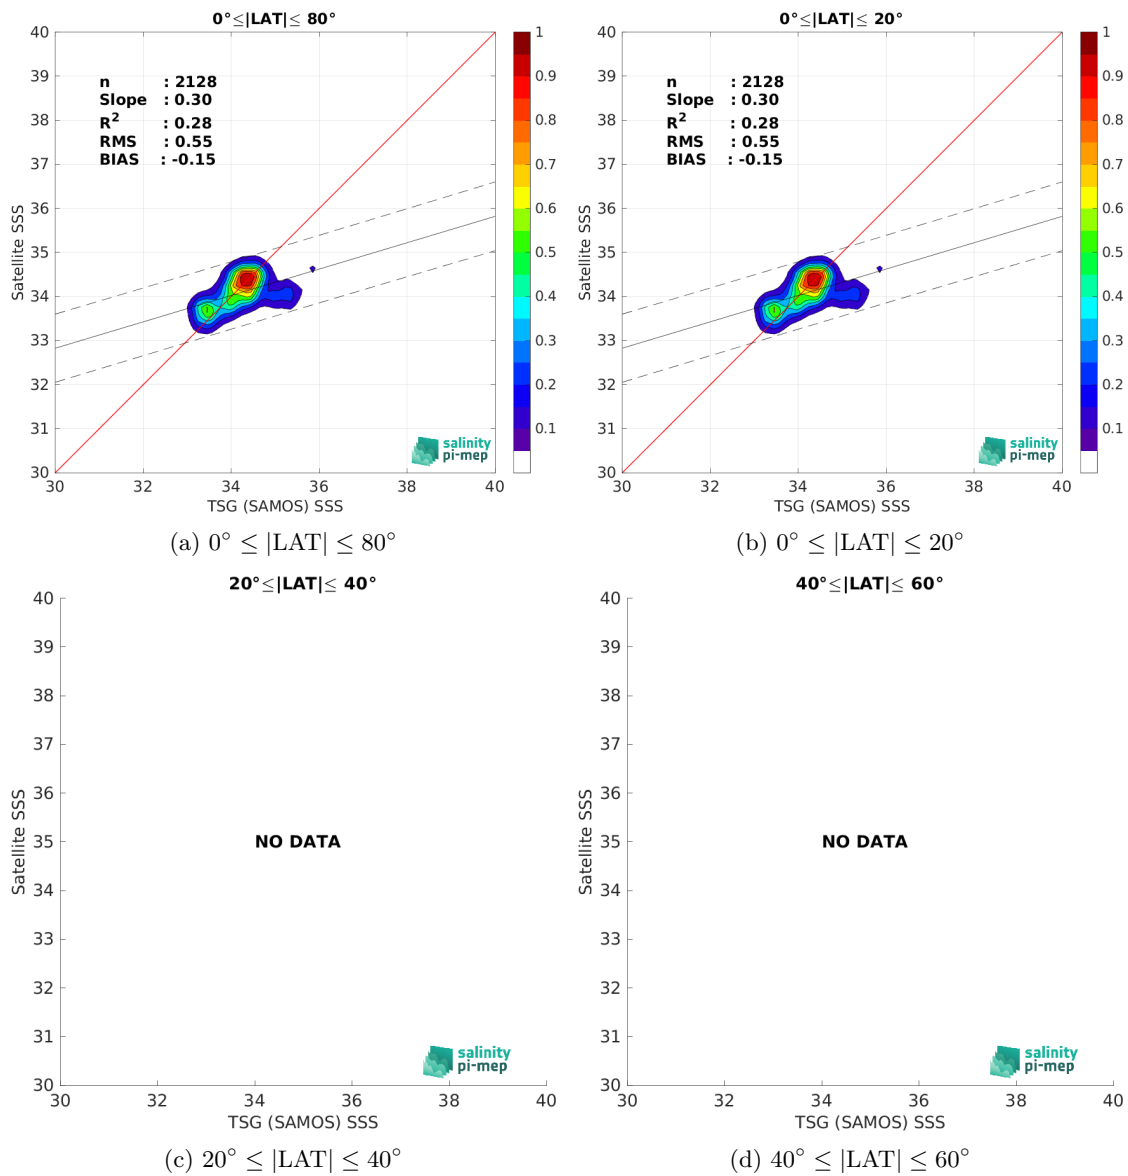 0°≤|LAT|≤ 80°
40
39
38
37
36
35
34
33
32
31
30
30
32
34
36
38
40
Satellite SSS
TSG (SAMOS) SSS
n : 2128
Slope : 0.30
R² : 0.28
RMS : 0.55
BIAS : -0.15
1
0.9
0.8
0.7
0.6
0.5
0.4
0.3
0.2
0.1
salinity
pi-mep
(a) 0° ≤ |LAT| ≤ 80°
0°≤|LAT|≤ 20°
40
39
38
37
36
35
34
33
32
31
30
30
32
34
36
38
40
Satellite SSS
TSG (SAMOS) SSS
n : 2128
Slope : 0.30
R² : 0.28
RMS : 0.55
BIAS : -0.15
1
0.9
0.8
0.7
0.6
0.5
0.4
0.3
0.2
0.1
salinity
pi-mep
(b) 0° ≤ |LAT| ≤ 20°
20°≤|LAT|≤ 40°
40
39
38
37
36
35
34
33
32
31
30
30
32
34
36
38
40
Satellite SSS
TSG (SAMOS) SSS
NO DATA
salinity
pi-mep
(c) 20° ≤ |LAT| ≤ 40°
40°≤|LAT|≤ 60°
40
39
38
37
36
35
34
33
32
31
30
30
32
34
36
38
40
Satellite SSS
TSG (SAMOS) SSS
NO DATA
salinity
pi-mep
(d) 40° ≤ |LAT| ≤ 60°